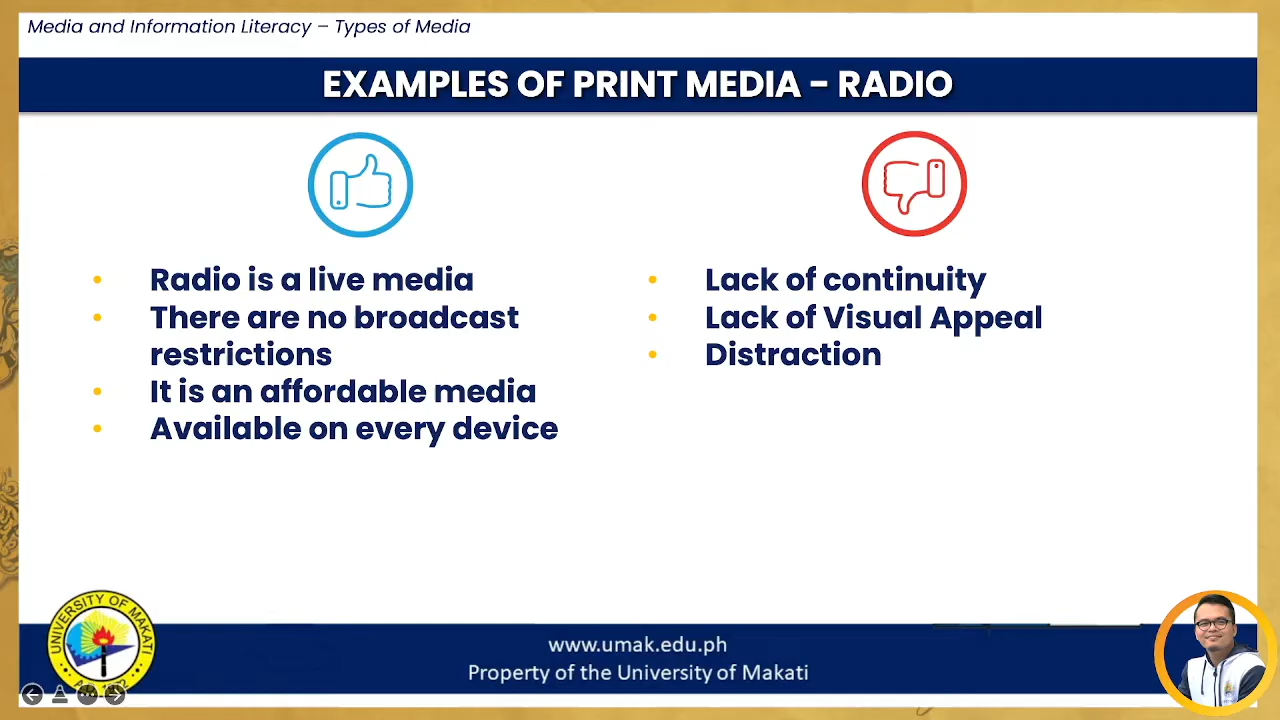 Media and Information Literacy – Types of Media
EXAMPLES OF PRINT MEDIA - RADIO
• Radio is a live media
• There are no broadcast
restrictions
• It is an affordable media
• Available on every device
• Lack of continuity
• Lack of Visual Appeal
• Distraction
UNIVERSITY OF MAKATI
www.umak.edu.ph
Property of the University of Makati